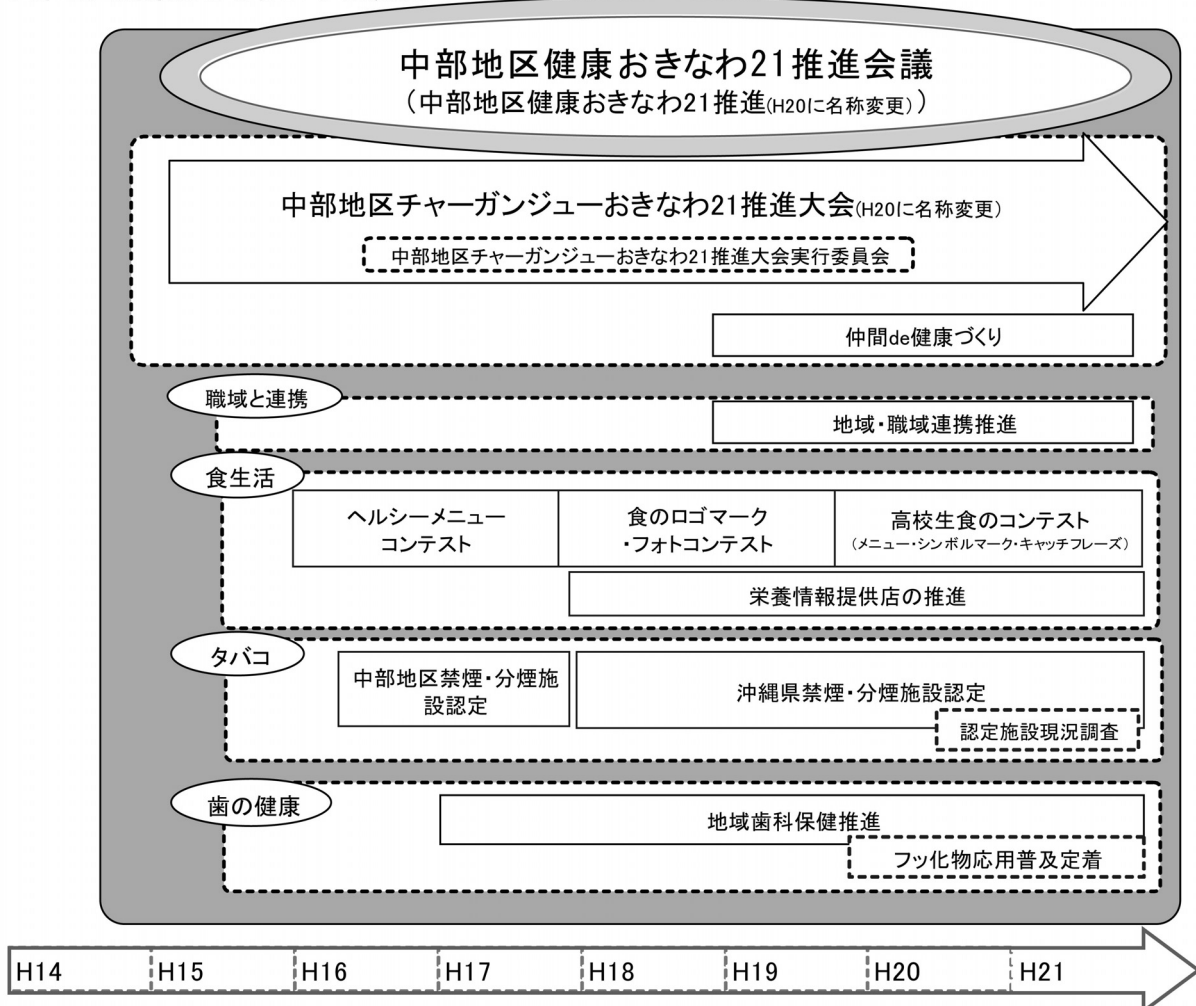 中部地区健康おきなわ21推進会議
（中部地区健康おきなわ21推進(H20に名称変更)）
中部地区チャーガンジューおきなわ21推進大会(H20に名称変更)
中部地区チャーガンジューおきなわ21推進大会実行委員会
仲間de健康づくり
職域と連携
地域・職域連携推進
食生活
ヘルシーメニュー
コンテスト
食のロゴマーク
・フォトコンテスト
高校生食のコンテスト
（メニュー・シンボルマーク・キャッチフレーズ）
栄養情報提供店の推進
タバコ
中部地区禁煙・分煙施
設認定
沖縄県禁煙・分煙施設認定
認定施設現況調査
歯の健康
地域歯科保健推進
フッ化物応用普及定着
H14 H15 H16 H17 H18 H19 H20 H21